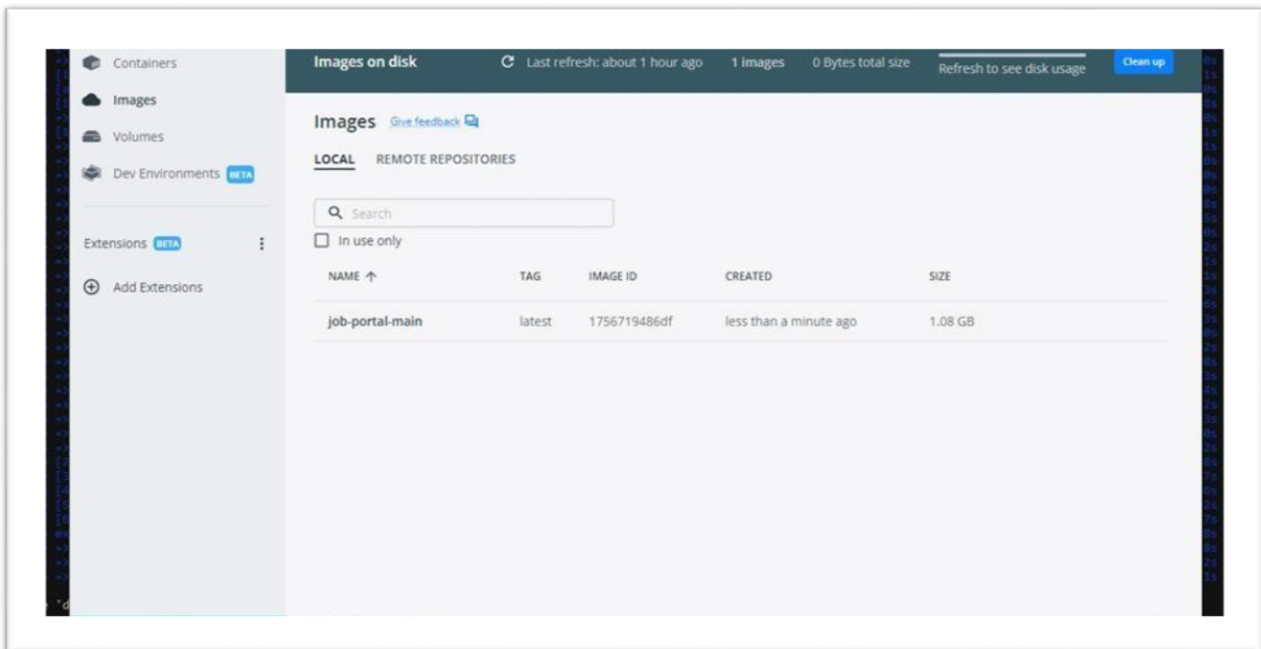 Containers
Images
Volumes
Dev Environments BETA
Extensions BETA
Add Extensions
Images on disk Last refresh: about 1 hour ago 1 images 0 Bytes total size Refresh to see disk usage Clean up
Images Give feedback
LOCAL REMOTE REPOSITORIES
Search
In use only
NAME TAG IMAGE ID CREATED SIZE
job-portal-main latest 1756719486df less than a minute ago 1.08 GB